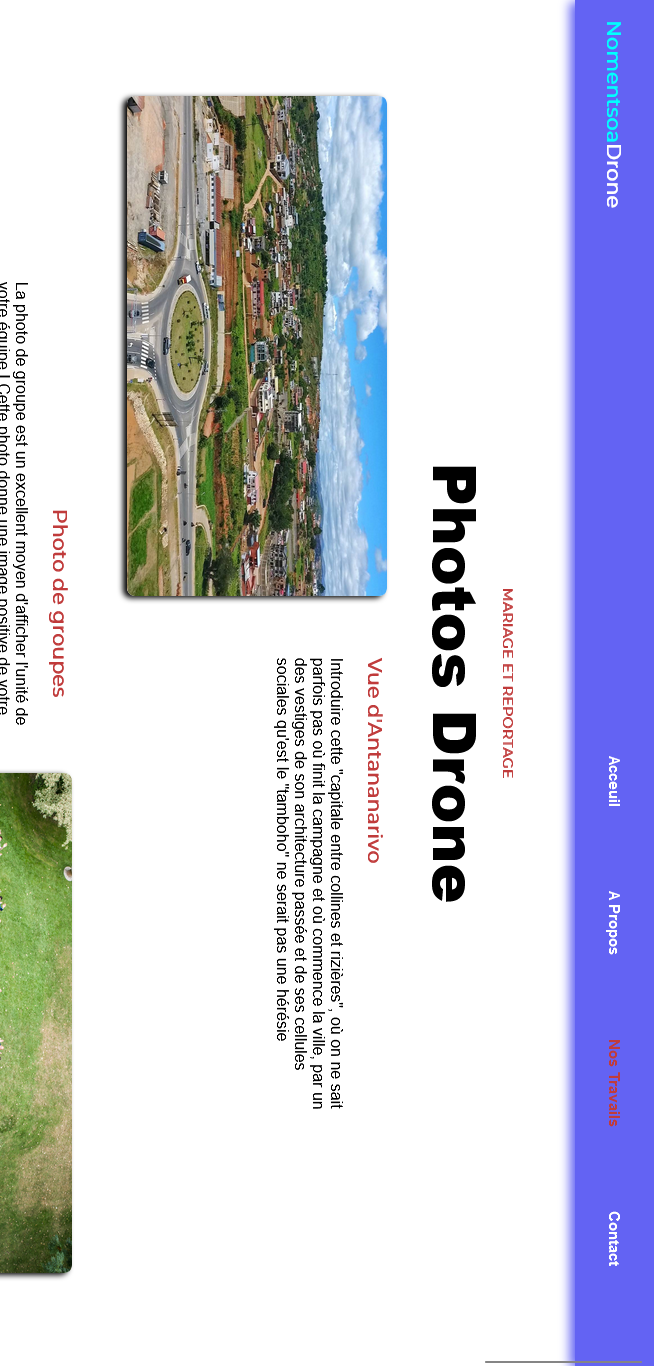 NomentsoaDrone
Acceuil
A Propos
Nos Travails
Contact
MARIAGE ET REPORTAGE
Photos Drone
Vue d'Antananarivo
Introduire cette "capitale entre collines et rizières", où on ne sait
parfois pas où finit la campagne et où commence la ville, par un
des vestiges de son architecture passée et de ses cellules
sociales qu'est le "tamboho" ne serait pas une hérésie
Photo de groupes
La photo de groupe est un excellent moyen d'afficher l'unité de
votre équipe ! Cette photo donne une image positive de votre